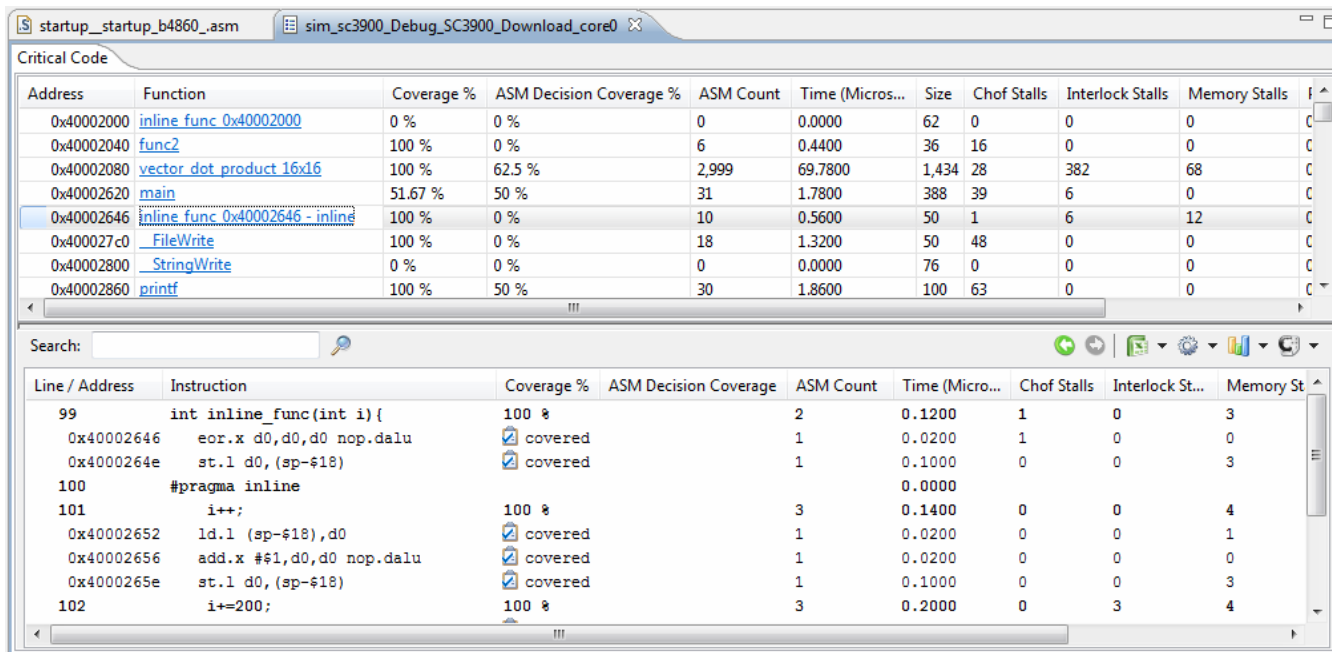 startup__startup_b4860_.asm sim_sc3900_Debug_SC3900_Download_core0
Critical Code
Address Function Coverage % ASM Decision Coverage % ASM Count Time (Micros... Size Chof Stalls Interlock Stalls Memory Stalls
0x40002000 inline_func_0x40002000 0 % 0 % 0 0.0000 62 0 0 0
0x40002040 func2 100 % 0 % 6 0.4400 36 16 0 0
0x40002080 vector_dot_product_16x16 100 % 62.5 % 2,999 69.7800 1,434 28 382 68
0x40002620 main 51.67 % 50 % 31 1.7800 388 39 6 0
0x40002646 inline_func_0x40002646 - inline 100 % 0 % 10 0.5600 50 1 6 12
0x400027c0 __FileWrite 100 % 0 % 18 1.3200 50 48 0 0
0x40002800 __StringWrite 0 % 0 % 0 0.0000 76 0 0 0
0x40002860 printf 100 % 50 % 30 1.8600 100 63 0 0
Search:
Line / Address Instruction Coverage % ASM Decision Coverage ASM Count Time (Micro... Chof Stalls Interlock St... Memory St
99 int inline_func(int i){ 100 % 2 0.1200 1 0 3
0x40002646 eor.x d0,d0,d0 nop.dalu covered 1 0.0200 1 0 0
0x4000264e st.l d0,(sp-$18) covered 1 0.1000 0 0 3
100 #pragma inline 0.0000
101 i++; 100 % 3 0.1400 0 0 4
0x40002652 ld.l (sp-$18),d0 covered 1 0.0200 0 0 1
0x40002656 add.x #$1,d0,d0 nop.dalu covered 1 0.0200 0 0 0
0x4000265e st.l d0,(sp-$18) covered 1 0.1000 0 0 3
102 i+=200; 100 % 3 0.2000 0 3 4